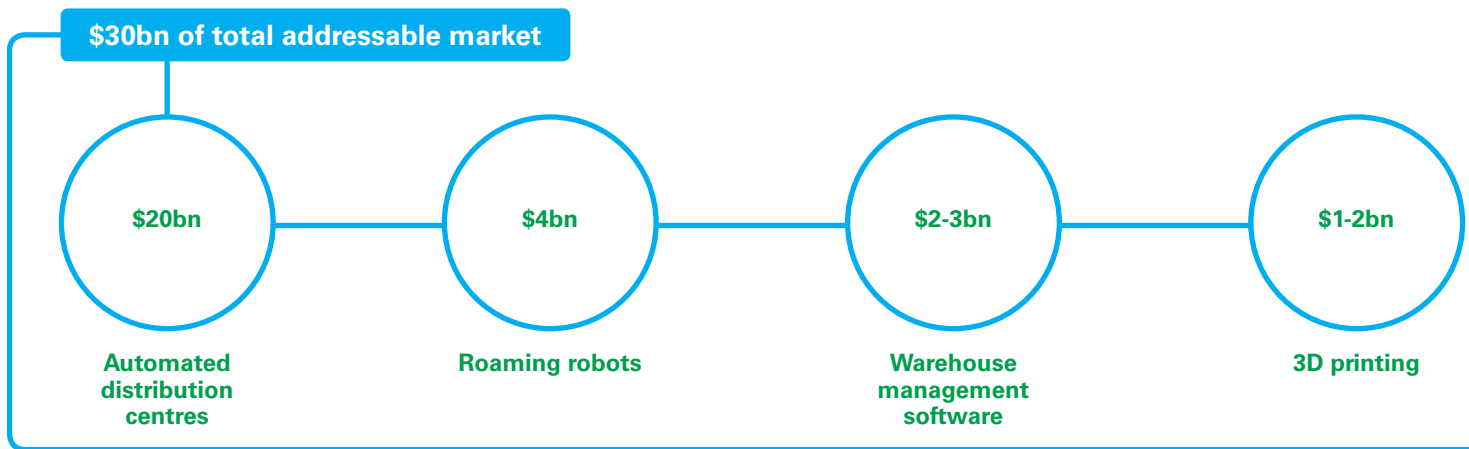 $30bn of total addressable market
$20bn
$4bn
$2-3bn
$1-2bn
Automated
distribution
centres
Roaming robots
Warehouse
management
software
3D printing